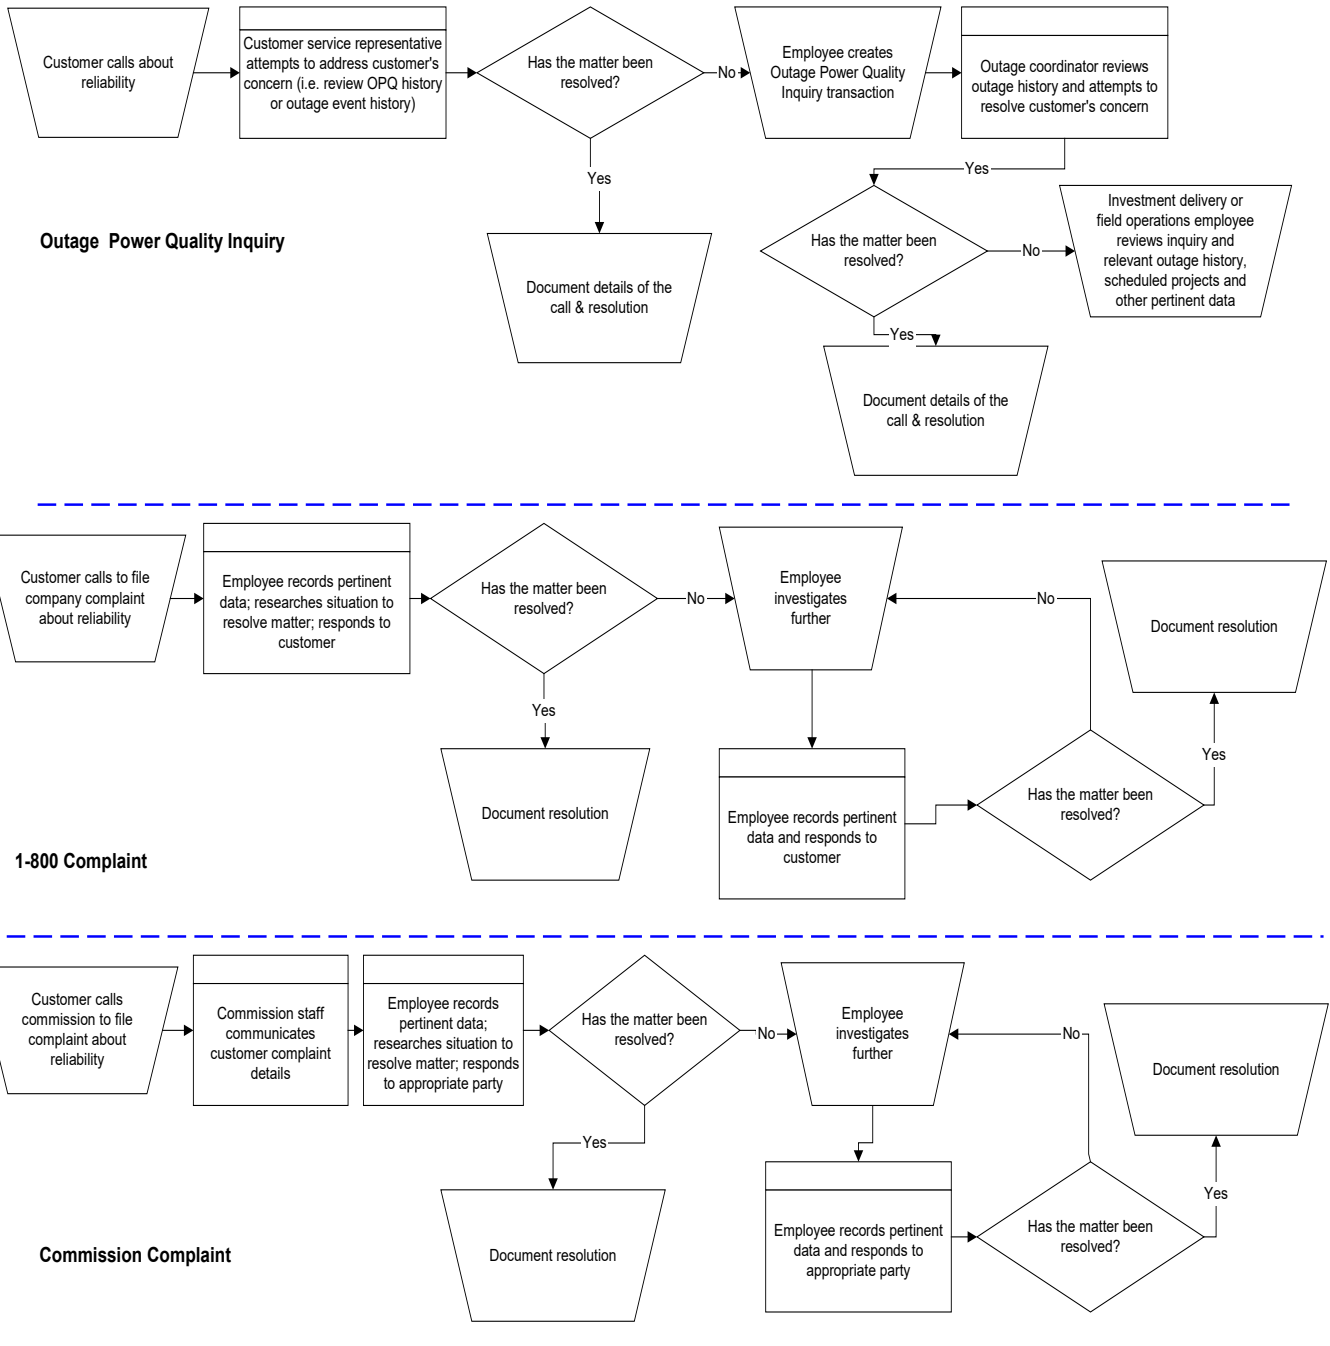 Customer calls about
reliability
Customer service representative
attempts to address customer's
concern (i.e. review OPQ history
or outage event history)
Has the matter been
resolved?
No
Employee creates
Outage Power Quality
Inquiry transaction
Outage coordinator reviews
outage history and attempts to
resolve customer's concern
Yes
Document details of the
call & resolution
Yes
Has the matter been
resolved?
No
Investment delivery or
field operations employee
reviews inquiry and
relevant outage history,
scheduled projects and
other pertinent data
Yes
Document details of the
call & resolution
Outage  Power Quality Inquiry
Customer calls to file
company complaint
about reliability
Employee records pertinent
data; researches situation to
resolve matter; responds to
customer
Has the matter been
resolved?
No
Employee
investigates
further
No
Document resolution
Yes
Document resolution
Employee records pertinent
data and responds to
customer
Has the matter been
resolved?
Yes
1-800 Complaint
Customer calls
commission to file
complaint about
reliability
Commission staff
communicates
customer complaint
details
Employee records
pertinent data;
researches situation to
resolve matter; responds
to appropriate party
Has the matter been
resolved?
No
Employee
investigates
further
No
Document resolution
Yes
Document resolution
Employee records pertinent
data and responds to
appropriate party
Has the matter been
resolved?
Yes
Commission Complaint